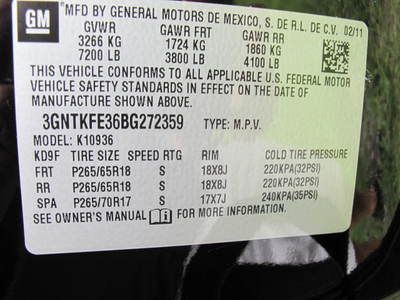 GM
MFD BY GENERAL MOTORS DE MEXICO, S. DE R.L. DE C.V. 02/11
GVWR GAWR FRT GAWR RR
3266 KG 1724 KG 1860 KG
7200 LB 3800 LB 4100 LB
THIS VEHICLE CONFORMS TO ALL APPLICABLE U.S. FEDERAL MOTOR
VEHICLE SAFETY STANDARDS IN EFFECT ON THE DATE OF
MANUFACTURE SHOWN ABOVE.
3GNTKFE36BG272359 TYPE: M.P.V.
MODEL: K10936
KD9F TIRE SIZE SPEED RTG RIM COLD TIRE PRESSURE
FRT P265/65R18 S 18X8J 220KPA(32PSI)
RR P265/65R18 S 18X8J 220KPA(32PSI)
SPA P265/70R17 S 17X7J 240KPA(35PSI)
SEE OWNER'S MANUAL FOR MORE INFORMATION.